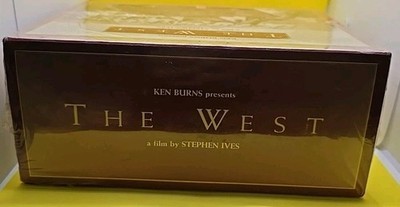 KEN BURNS presents
THE WEST
a film by STEPHEN IVES